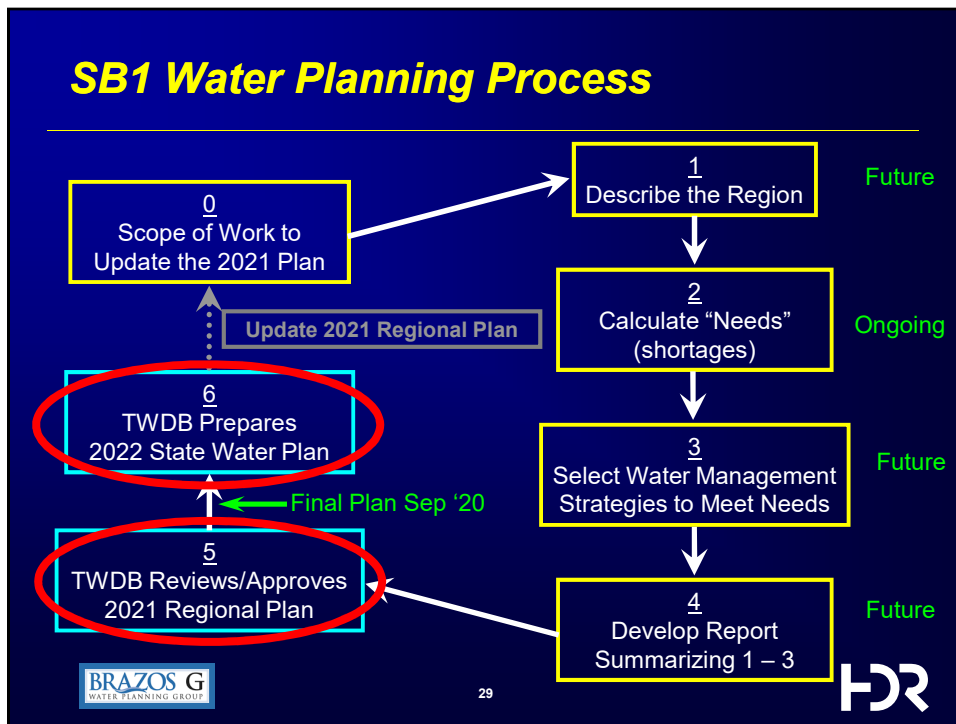 SB1 Water Planning Process
0
Scope of Work to
Update the 2021 Plan
1
Describe the Region
Future
2
Calculate “Needs”
(shortages)
Ongoing
3
Select Water Management
Strategies to Meet Needs
Future
4
Develop Report
Summarizing 1 – 3
Future
5
TWDB Reviews/Approves
2021 Regional Plan
Final Plan Sep ‘20
6
TWDB Prepares
2022 State Water Plan
Update 2021 Regional Plan
BRAZOS G
WATER PLANNING GROUP
29
HDR